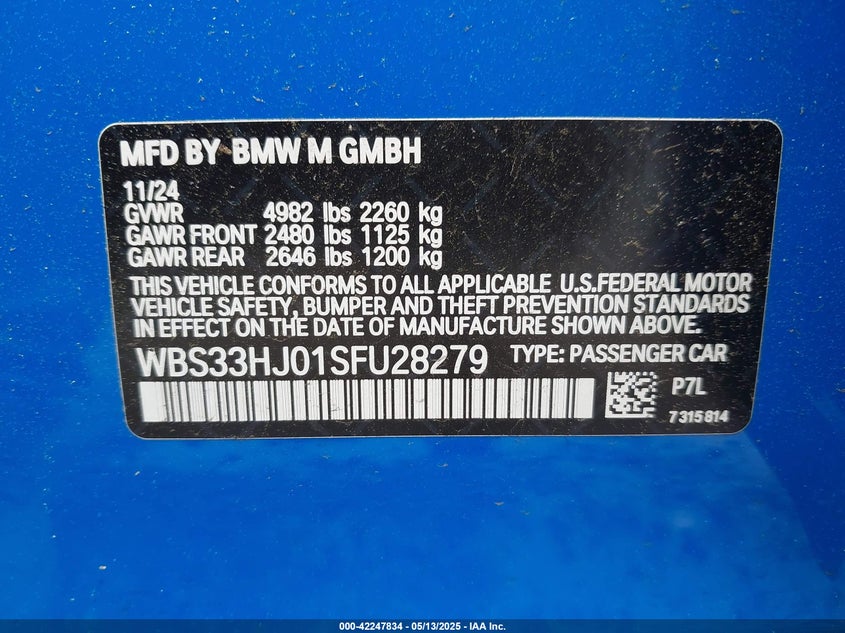 MFD BY BMW M GMBH
11/24
GVWR 4982 lbs 2260 kg
GAWR FRONT 2480 lbs 1125 kg
GAWR REAR 2646 lbs 1200 kg
THIS VEHICLE CONFORMS TO ALL APPLICABLE U.S.FEDERAL MOTOR
VEHICLE SAFETY, BUMPER AND THEFT PREVENTION STANDARDS
IN EFFECT ON THE DATE OF MANUFACTURE SHOWN ABOVE.
WBS33HJ01SFU28279 TYPE: PASSENGER CAR
P7L
7315814
000-42247834 - 05/13/2025 - IAA Inc.